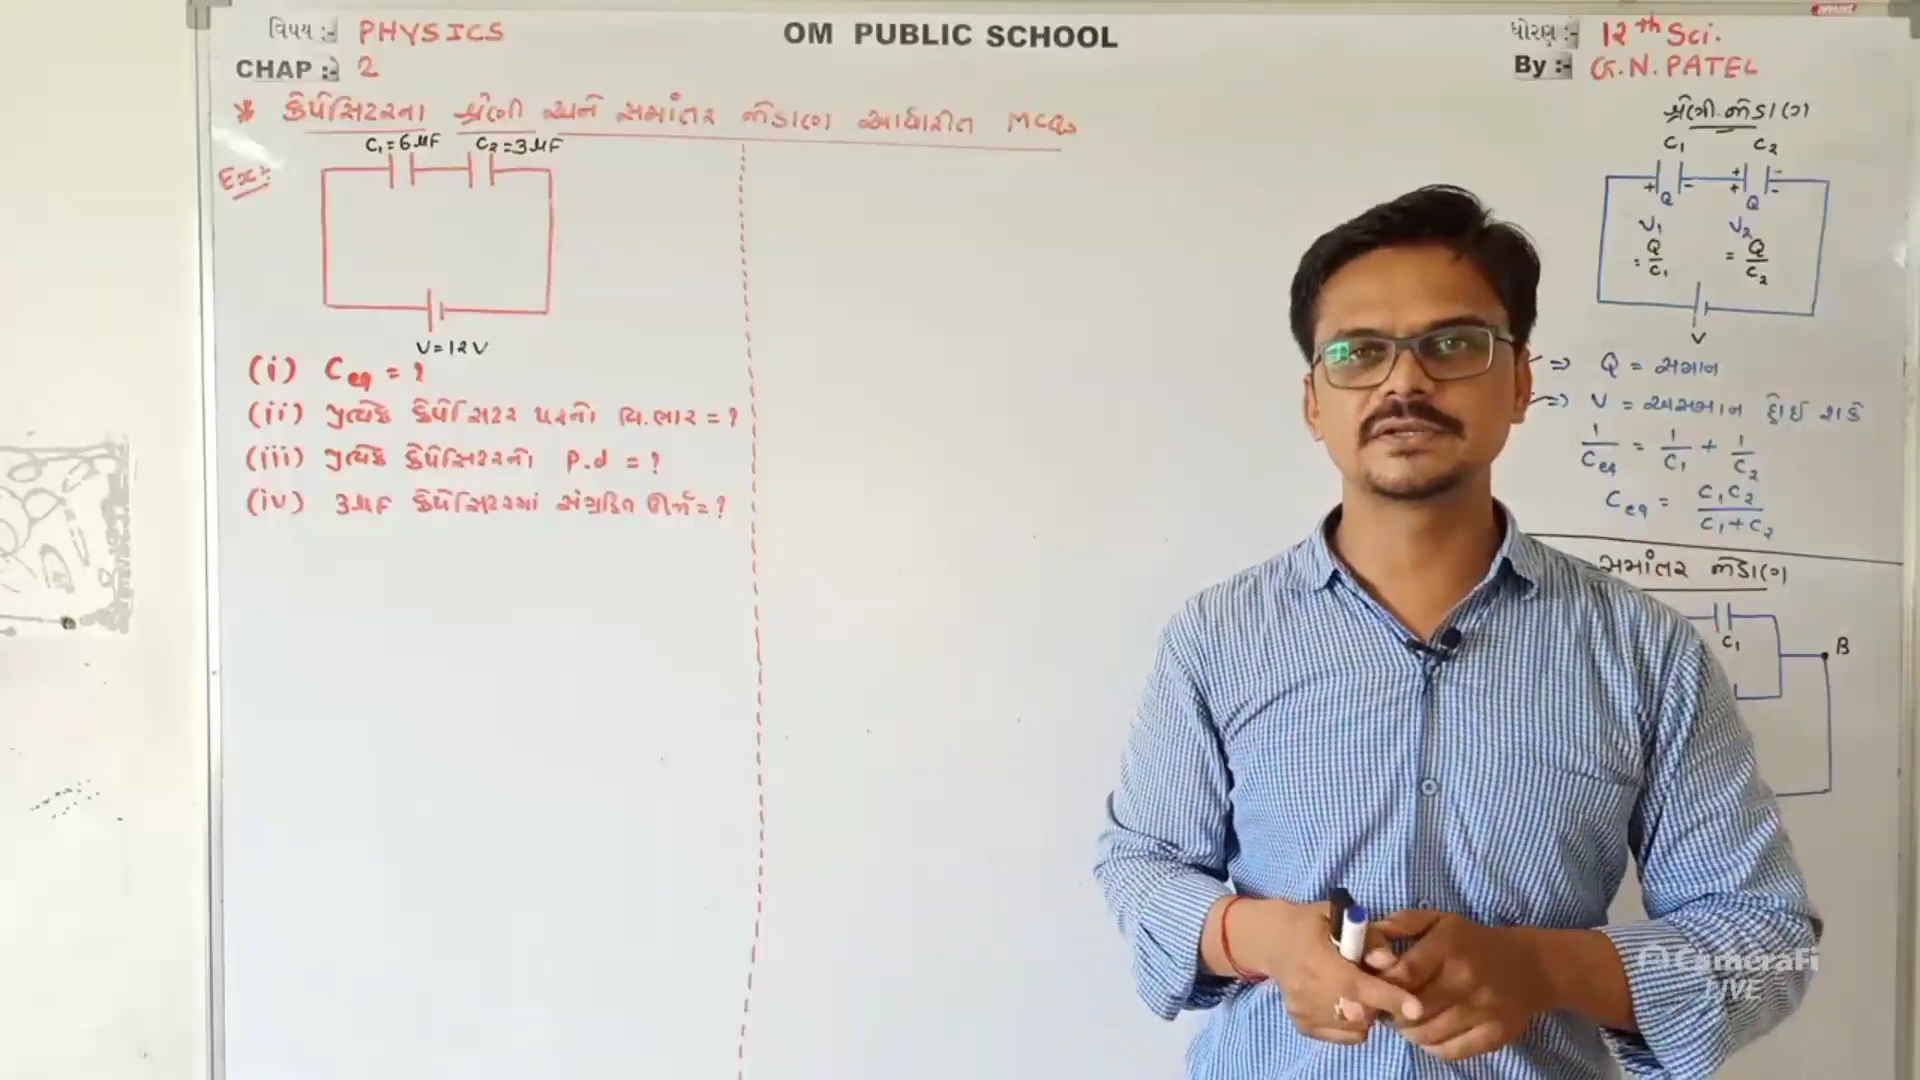 વિષય :- PHYSICS
OM PUBLIC SCHOOL
ધોરણ :- 12th Sci.
CHAP :- 2
By :- G.N. PATEL
* કેપેસિટરના શ્રેણી અને સમાંતર જોડાણ આધારીત MCQs
Ex:-
C₁=6μF C₂=3μF
V=12V
(i) Ceq = ?
(ii) પ્રત્યેક કેપેસિટર પરનો વિ.ભાર = ?
(iii) પ્રત્યેક કેપેસિટરનો P.d = ?
(iv) 3μF કેપેસિટરમાં સંગ્રહિત ઊર્જા = ?
શ્રેણી જોડાણ
C₁ C₂
+ - + -
+ -
Q Q
V₁ V₂
= Q/C₁ = Q/C₂
V
=> Q = સમાન
=> V = અસમાન હોઈ શકે
1/Ceq = 1/C₁ + 1/C₂
Ceq = C₁C₂/C₁+C₂
સમાંતર જોડાણ
C₁ B
CameraFi
LIVE